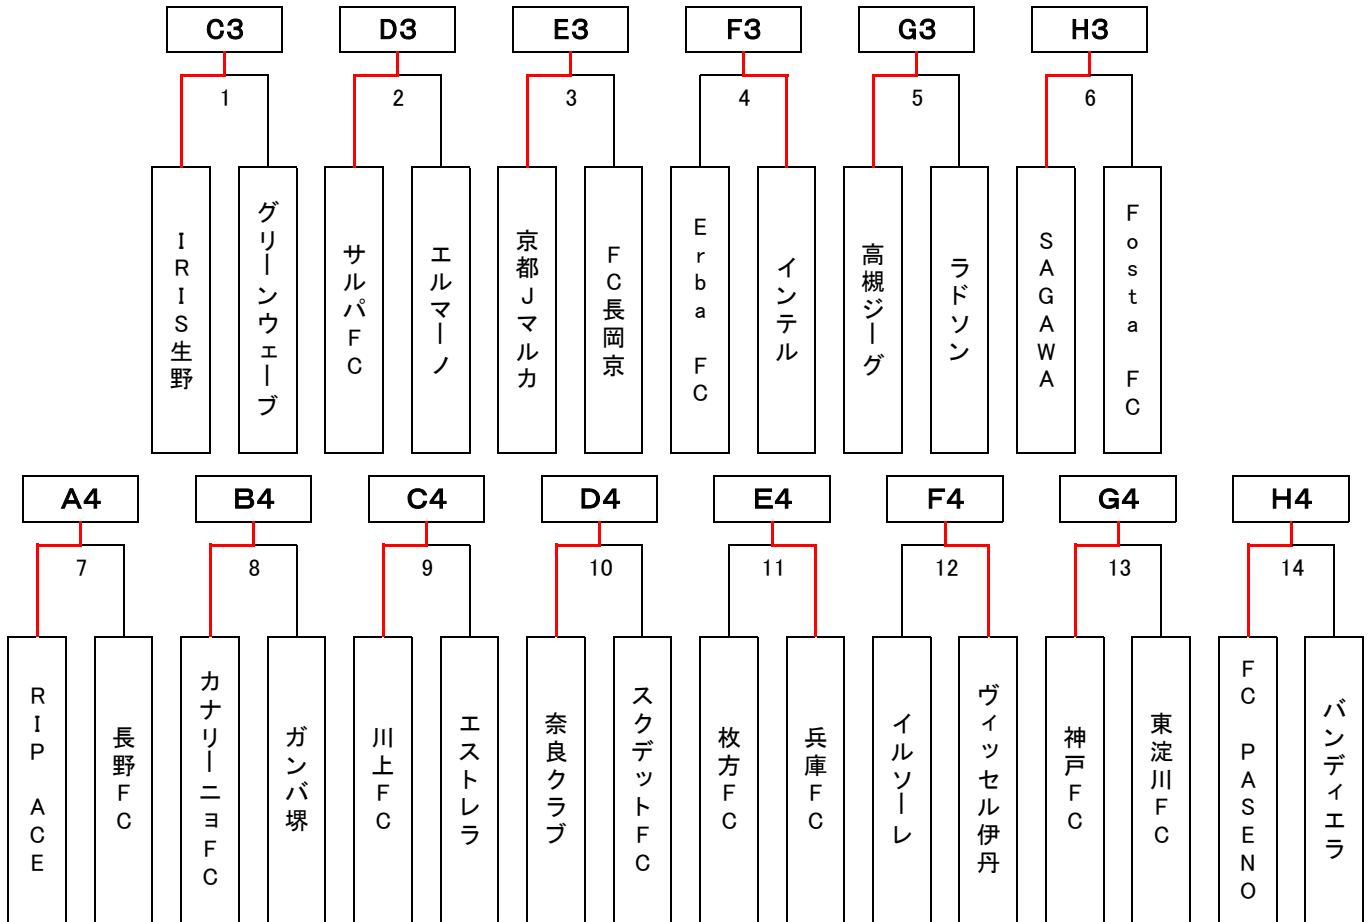 C3 D3 E3 F3 G3 H3
1 2 3 4 5 6
IRIS生野
グリーンウェーブ
サルパFC
エルマーノ
京都Jマルカ
FC長岡京
Erba FC
インテル
高槻ジーグ
ラドソン
SAGAWA
Fosta FC
A4 B4 C4 D4 E4 F4 G4 H4
7 8 9 10 11 12 13 14
RIP ACE
長野FC
カナリーニョFC
ガンバ堺
川上FC
エストレラ
奈良クラブ
スクデットFC
枚方FC
兵庫FC
イルソーレ
ヴィッセル伊丹
神戸FC
東淀川FC
FC PASENO
バンディエラ